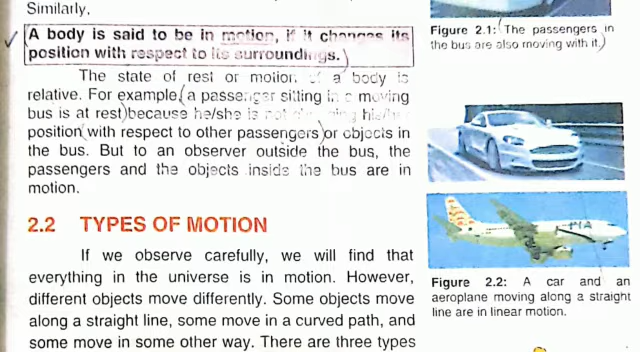 Similarly,
A body is said to be in motion, if it changes its
position with respect to its surroundings.
The state of rest or motion of a body is
relative. For example, a passenger sitting in a moving
bus is at rest because he/she is not changing his/her
position with respect to other passengers or objects in
the bus. But to an observer outside the bus, the
passengers and the objects inside the bus are in
motion.
2.2 TYPES OF MOTION
If we observe carefully, we will find that
everything in the universe is in motion. However,
different objects move differently. Some objects move
along a straight line, some move in a curved path, and
some move in some other way. There are three types
Figure 2.1: The passengers in
the bus are also moving with it.
PIA
Figure 2.2: A car and an
aeroplane moving along a straight
line are in linear motion.